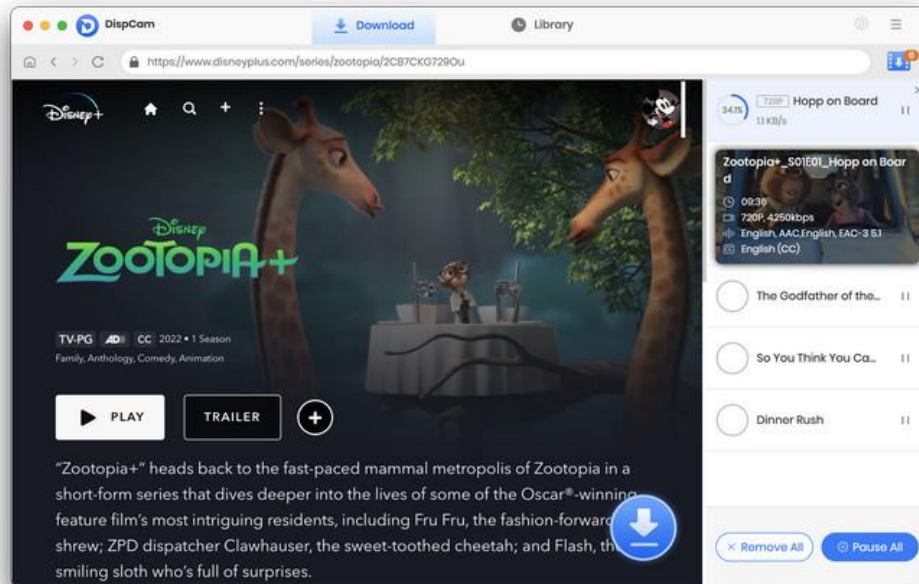 DispCam
Download
Library
https://www.disneyplus.com/series/zootopia/2CB7CKG729Ou
6
Disney+
DISNEY
ZOOTOPIA+
TV-PG AD)) CC 2022 • 1 Season
Family, Anthology, Comedy, Animation
PLAY
TRAILER
"Zootopia+" heads back to the fast-paced mammal metropolis of Zootopia in a
short-form series that dives deeper into the lives of some of the Oscar®-winning
feature film's most intriguing residents, including Fru Fru, the fashion-forward
shrew; ZPD dispatcher Clawhauser, the sweet-toothed cheetah; and Flash, the
smiling sloth who's full of surprises.
34.1%
720P Hopp on Board
1.1 KB/s
Zootopia+_S01E01_Hopp on Boar
d
09:36
720P, 4250kbps
English, AAC,English, EAC-3 5.1
English (CC)
The Godfather of the...
So You Think You Ca...
Dinner Rush
Remove All
Pause All